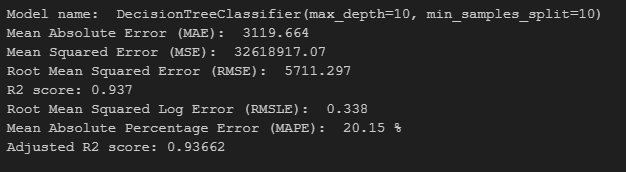 Model name:  DecisionTreeClassifier(max_depth=10, min_samples_split=10)
Mean Absolute Error (MAE):  3119.664
Mean Squared Error (MSE):  32618917.07
Root Mean Squared Error (RMSE):  5711.297
R2 score: 0.937
Root Mean Squared Log Error (RMSLE):  0.338
Mean Absolute Percentage Error (MAPE):  20.15 %
Adjusted R2 score: 0.93662